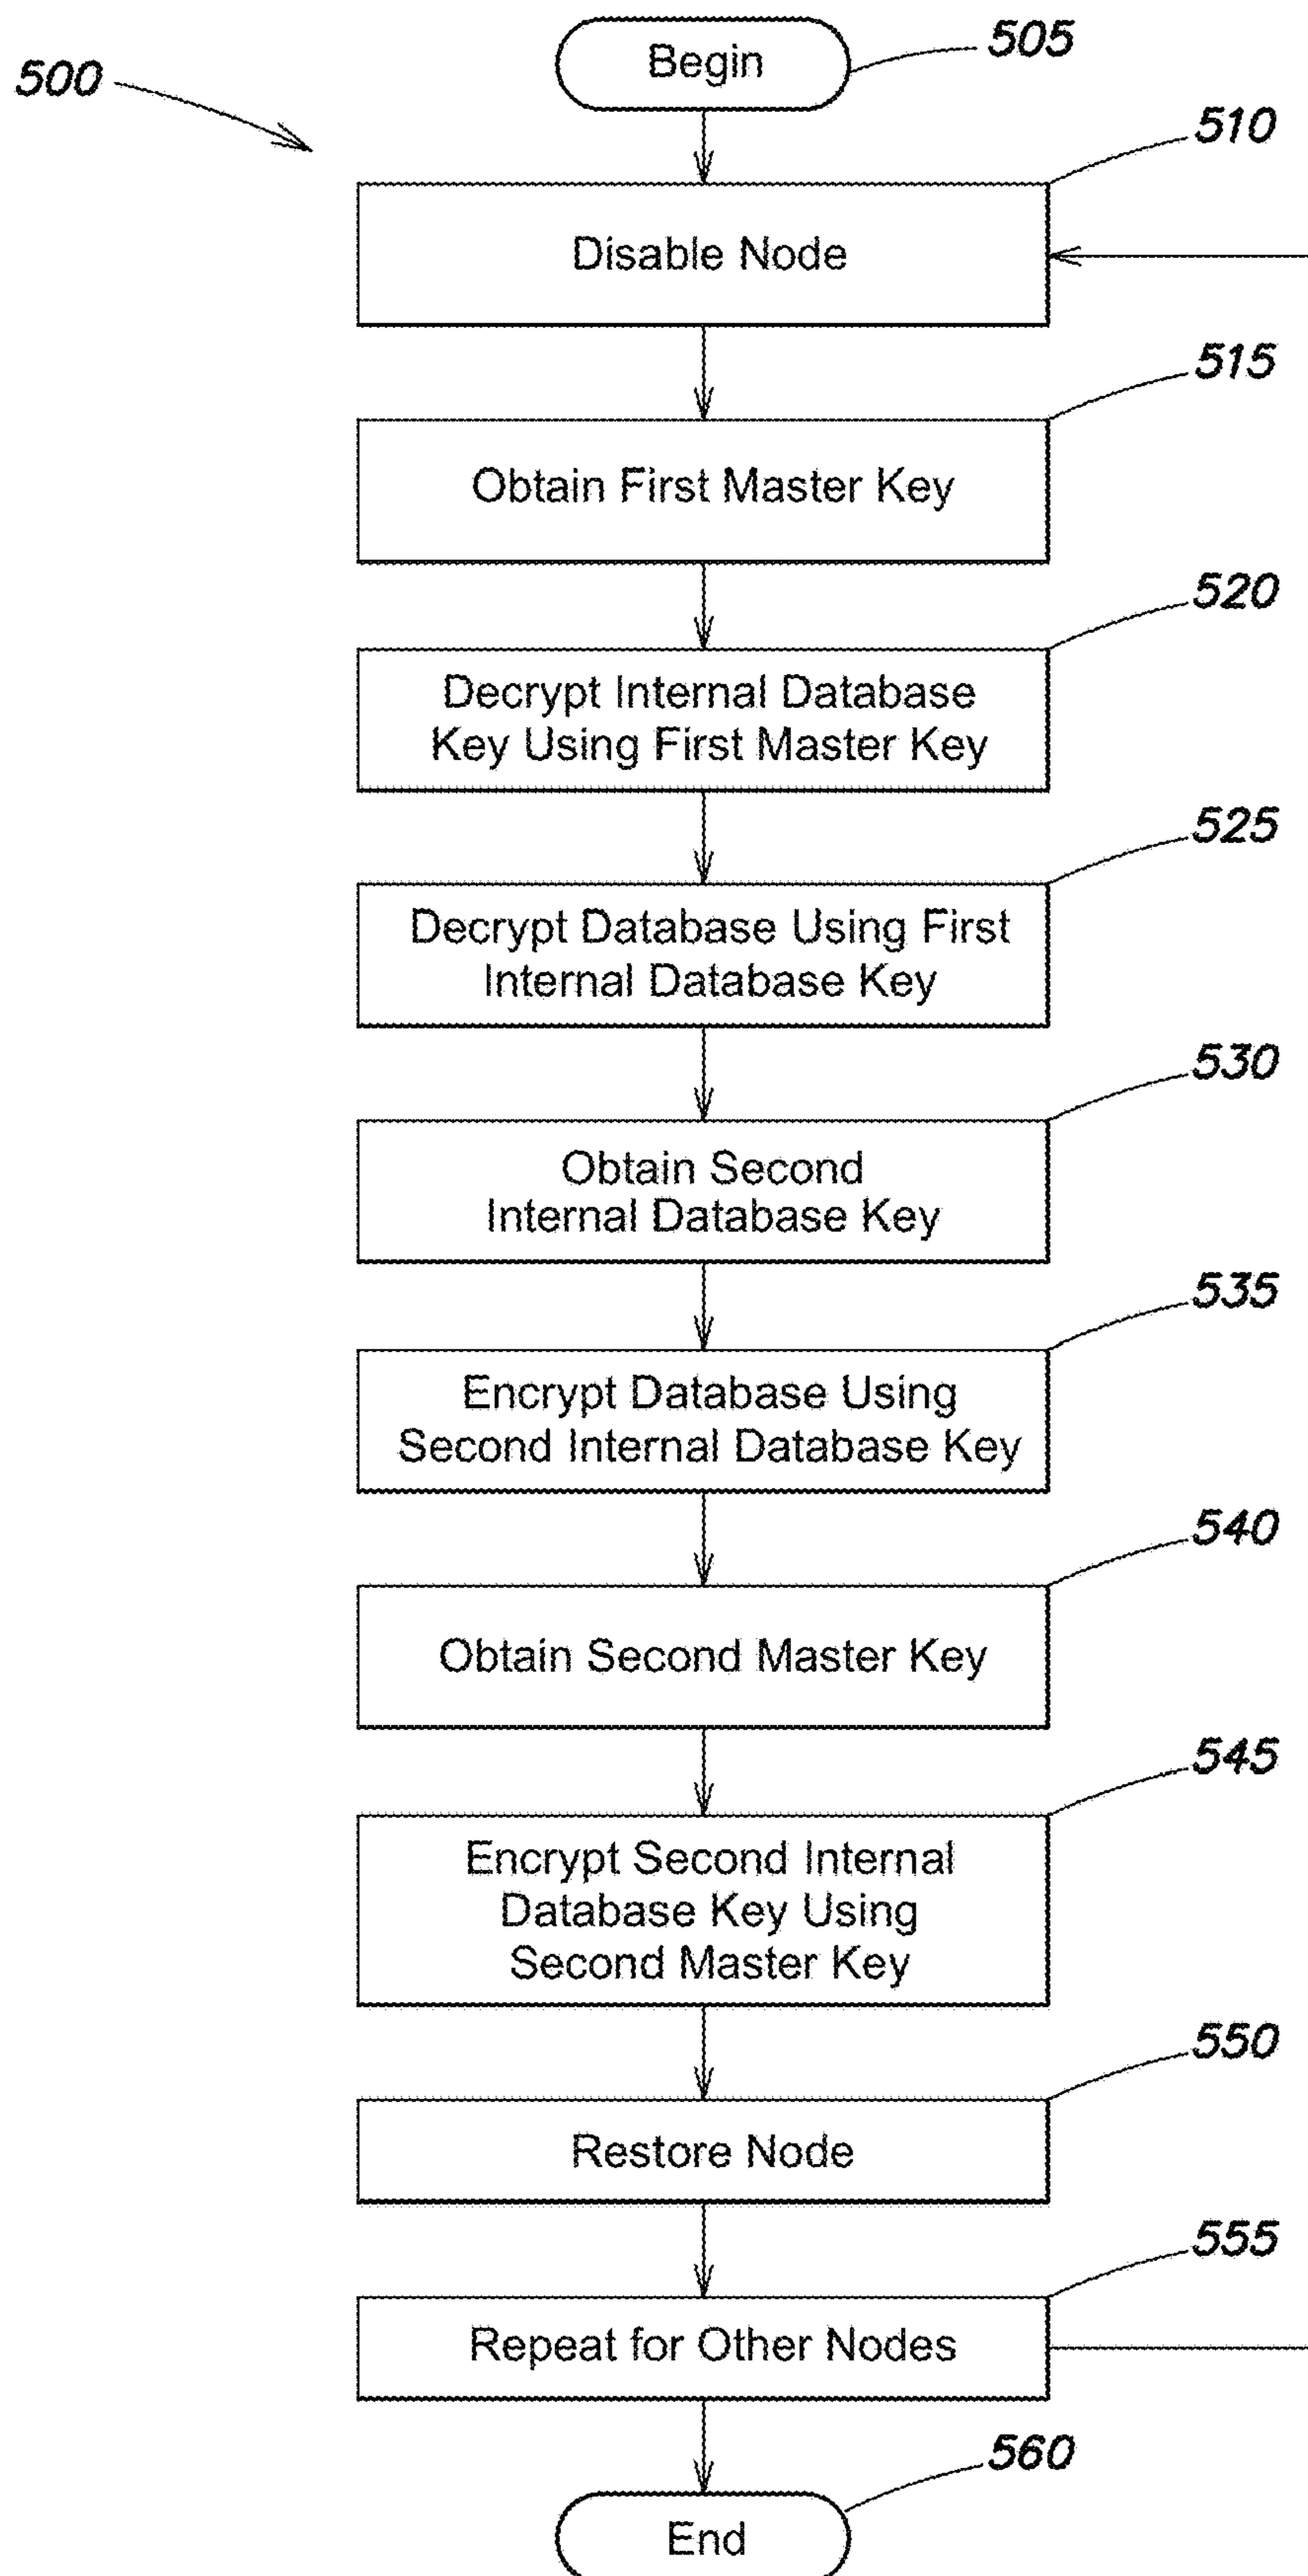 Begin
505
500
510
Disable Node
515
Obtain First Master Key
520
Decrypt Internal Database
Key Using First Master Key
525
Decrypt Database Using First
Internal Database Key
530
Obtain Second
Internal Database Key
535
Encrypt Database Using
Second Internal Database Key
540
Obtain Second Master Key
545
Encrypt Second Internal
Database Key Using
Second Master Key
550
Restore Node
555
Repeat for Other Nodes
560
End